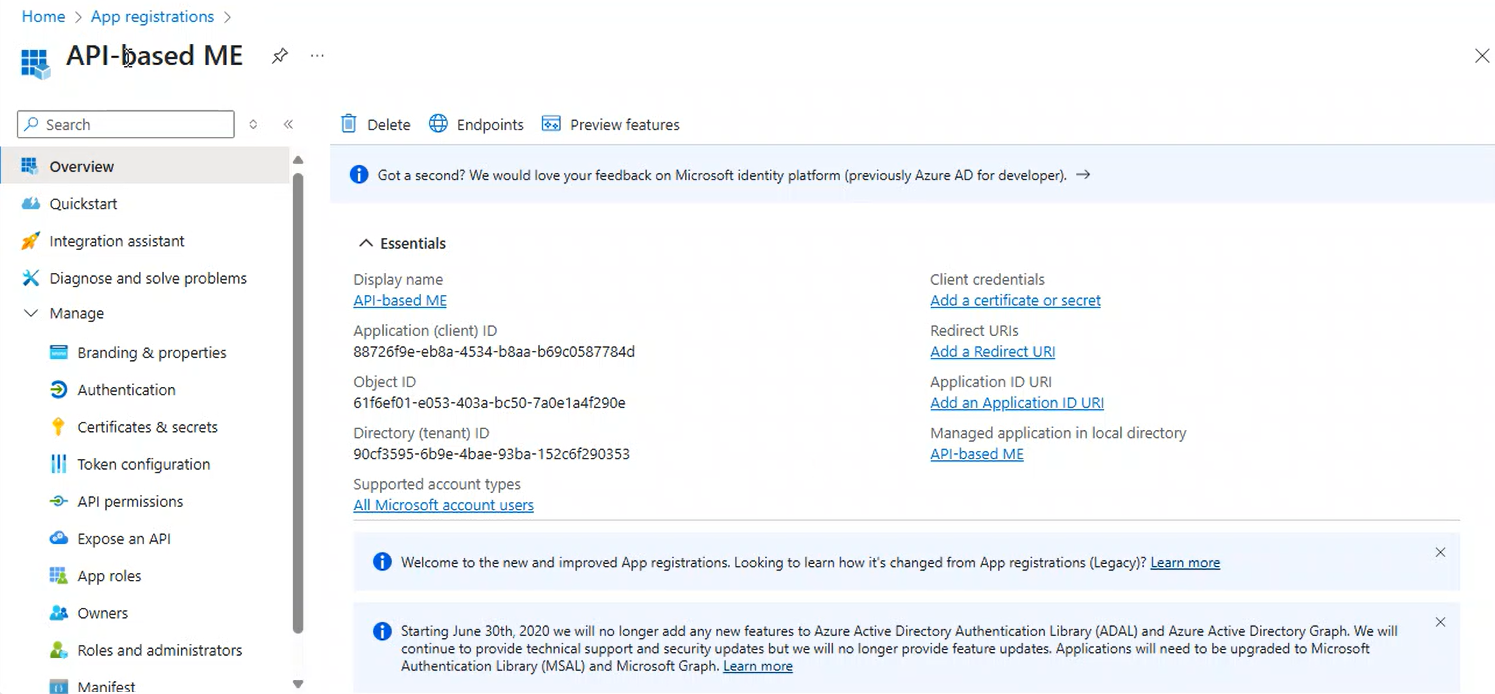 Home > App registrations >
API-based ME
Search
Delete
Endpoints
Preview features
Overview
Quickstart
Integration assistant
Diagnose and solve problems
Manage
Branding & properties
Authentication
Certificates & secrets
Token configuration
API permissions
Expose an API
App roles
Owners
Roles and administrators
Manifest
Got a second? We would love your feedback on Microsoft identity platform (previously Azure AD for developer).
Essentials
Display name
API-based ME
Application (client) ID
88726f9e-eb8a-4534-b8aa-b69c0587784d
Object ID
61f6ef01-e053-403a-bc50-7a0e1a4f290e
Directory (tenant) ID
90cf3595-6b9e-4bae-93ba-152c6f290353
Supported account types
All Microsoft account users
Client credentials
Add a certificate or secret
Redirect URIs
Add a Redirect URI
Application ID URI
Add an Application ID URI
Managed application in local directory
API-based ME
Welcome to the new and improved App registrations. Looking to learn how it's changed from App registrations (Legacy)? Learn more
Starting June 30th, 2020 we will no longer add any new features to Azure Active Directory Authentication Library (ADAL) and Azure Active Directory Graph. We will
continue to provide technical support and security updates but we will no longer provide feature updates. Applications will need to be upgraded to Microsoft
Authentication Library (MSAL) and Microsoft Graph. Learn more